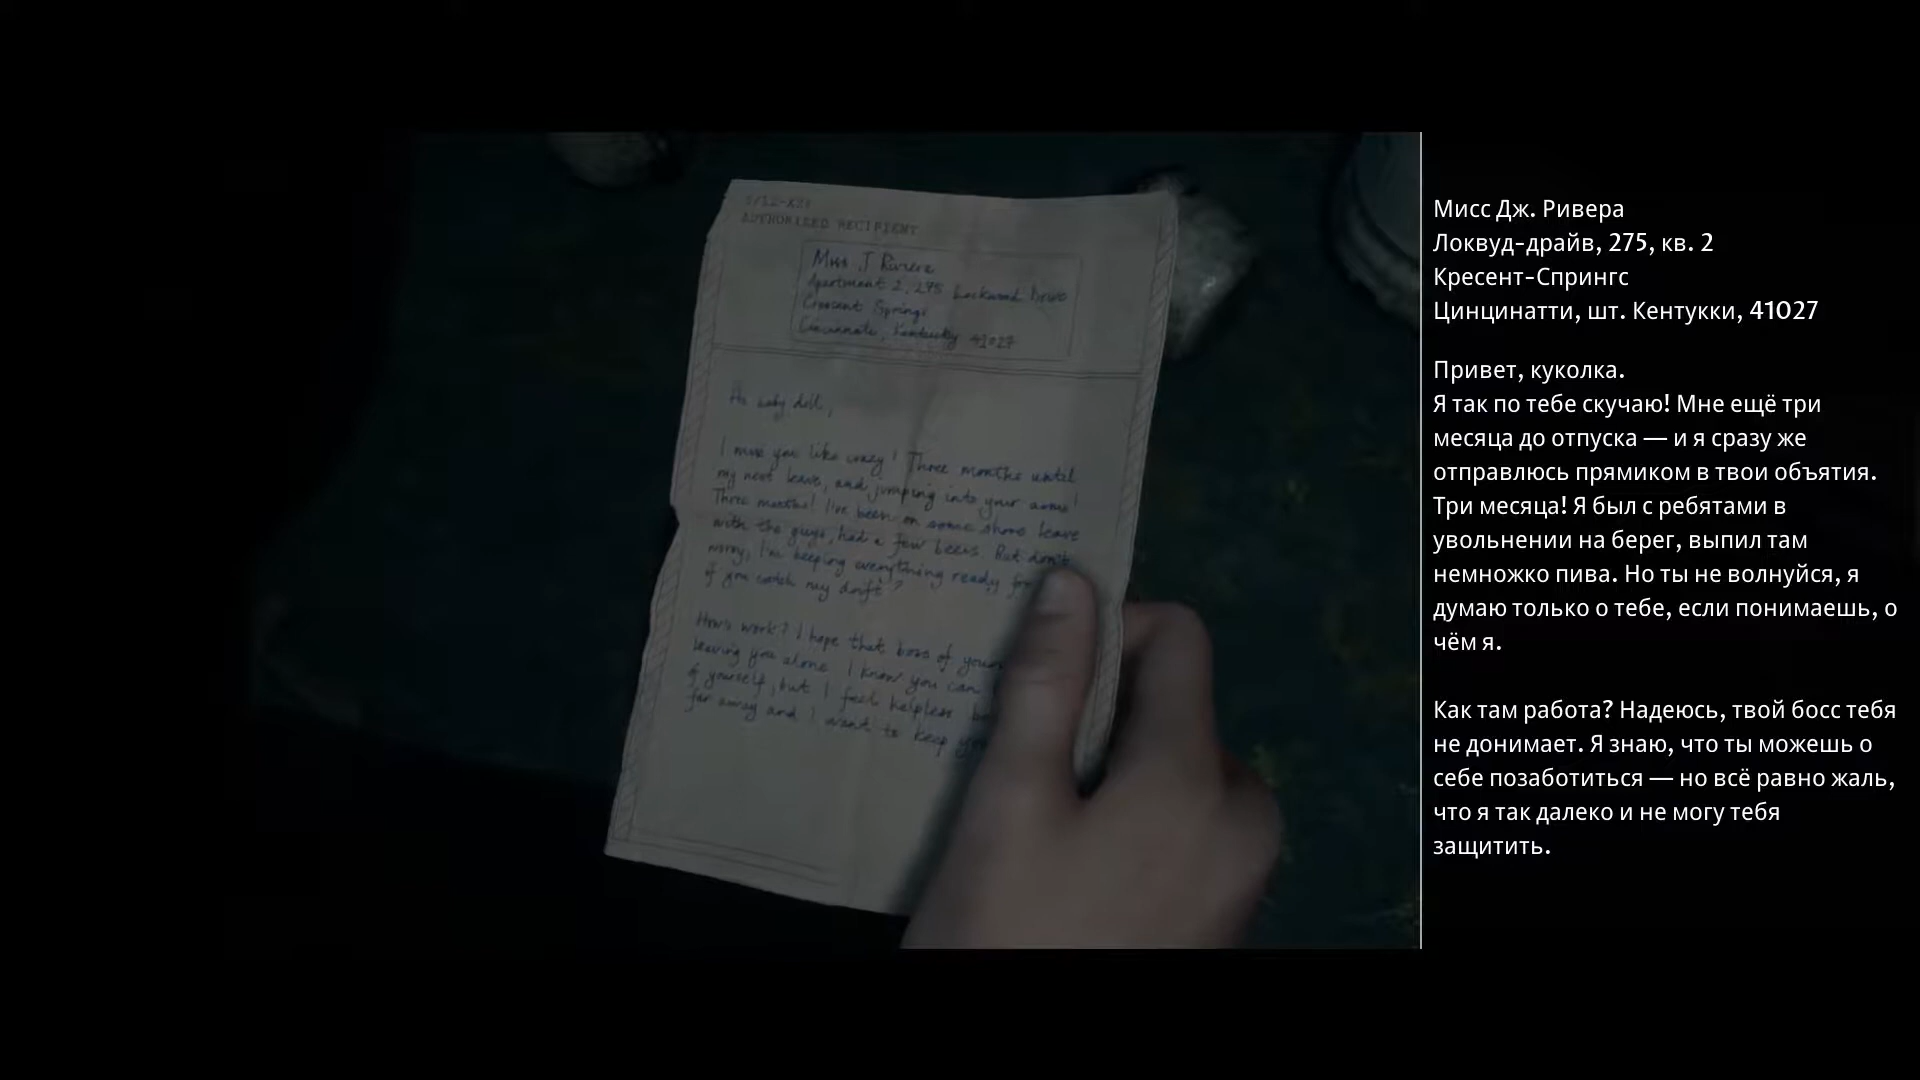 AUTHORISED RECIPIENT
Miss J Rivera
Apartment 2, 275 Lockwood Drive
Crescent Springs
Cincinnati, Kentucky 41027
baby doll,
I miss you like crazy! Three months until
my next leave, and jumping into your arms!
Three months! I've been on some shore leave
with the guys, had a few beers. But don't
worry, I'm keeping everything ready for
if you catch my drift?
How's work? I hope that boss of yours
leaving you alone. I know you can
of yourself, but I feel helpless
far away and I want to keep you
Мисс Дж. Ривера
Локвуд-драйв, 275, кв. 2
Кресент-Спрингс
Цинцинатти, шт. Кентукки, 41027
Привет, куколка.
Я так по тебе скучаю! Мне ещё три
месяца до отпуска — и я сразу же
отправлюсь прямиком в твои объятия.
Три месяца! Я был с ребятами в
увольнении на берег, выпил там
немножко пива. Но ты не волнуйся, я
думаю только о тебе, если понимаешь, о
чём я.
Как там работа? Надеюсь, твой босс тебя
не донимает. Я знаю, что ты можешь о
себе позаботиться — но всё равно жаль,
что я так далеко и не могу тебя
защитить.